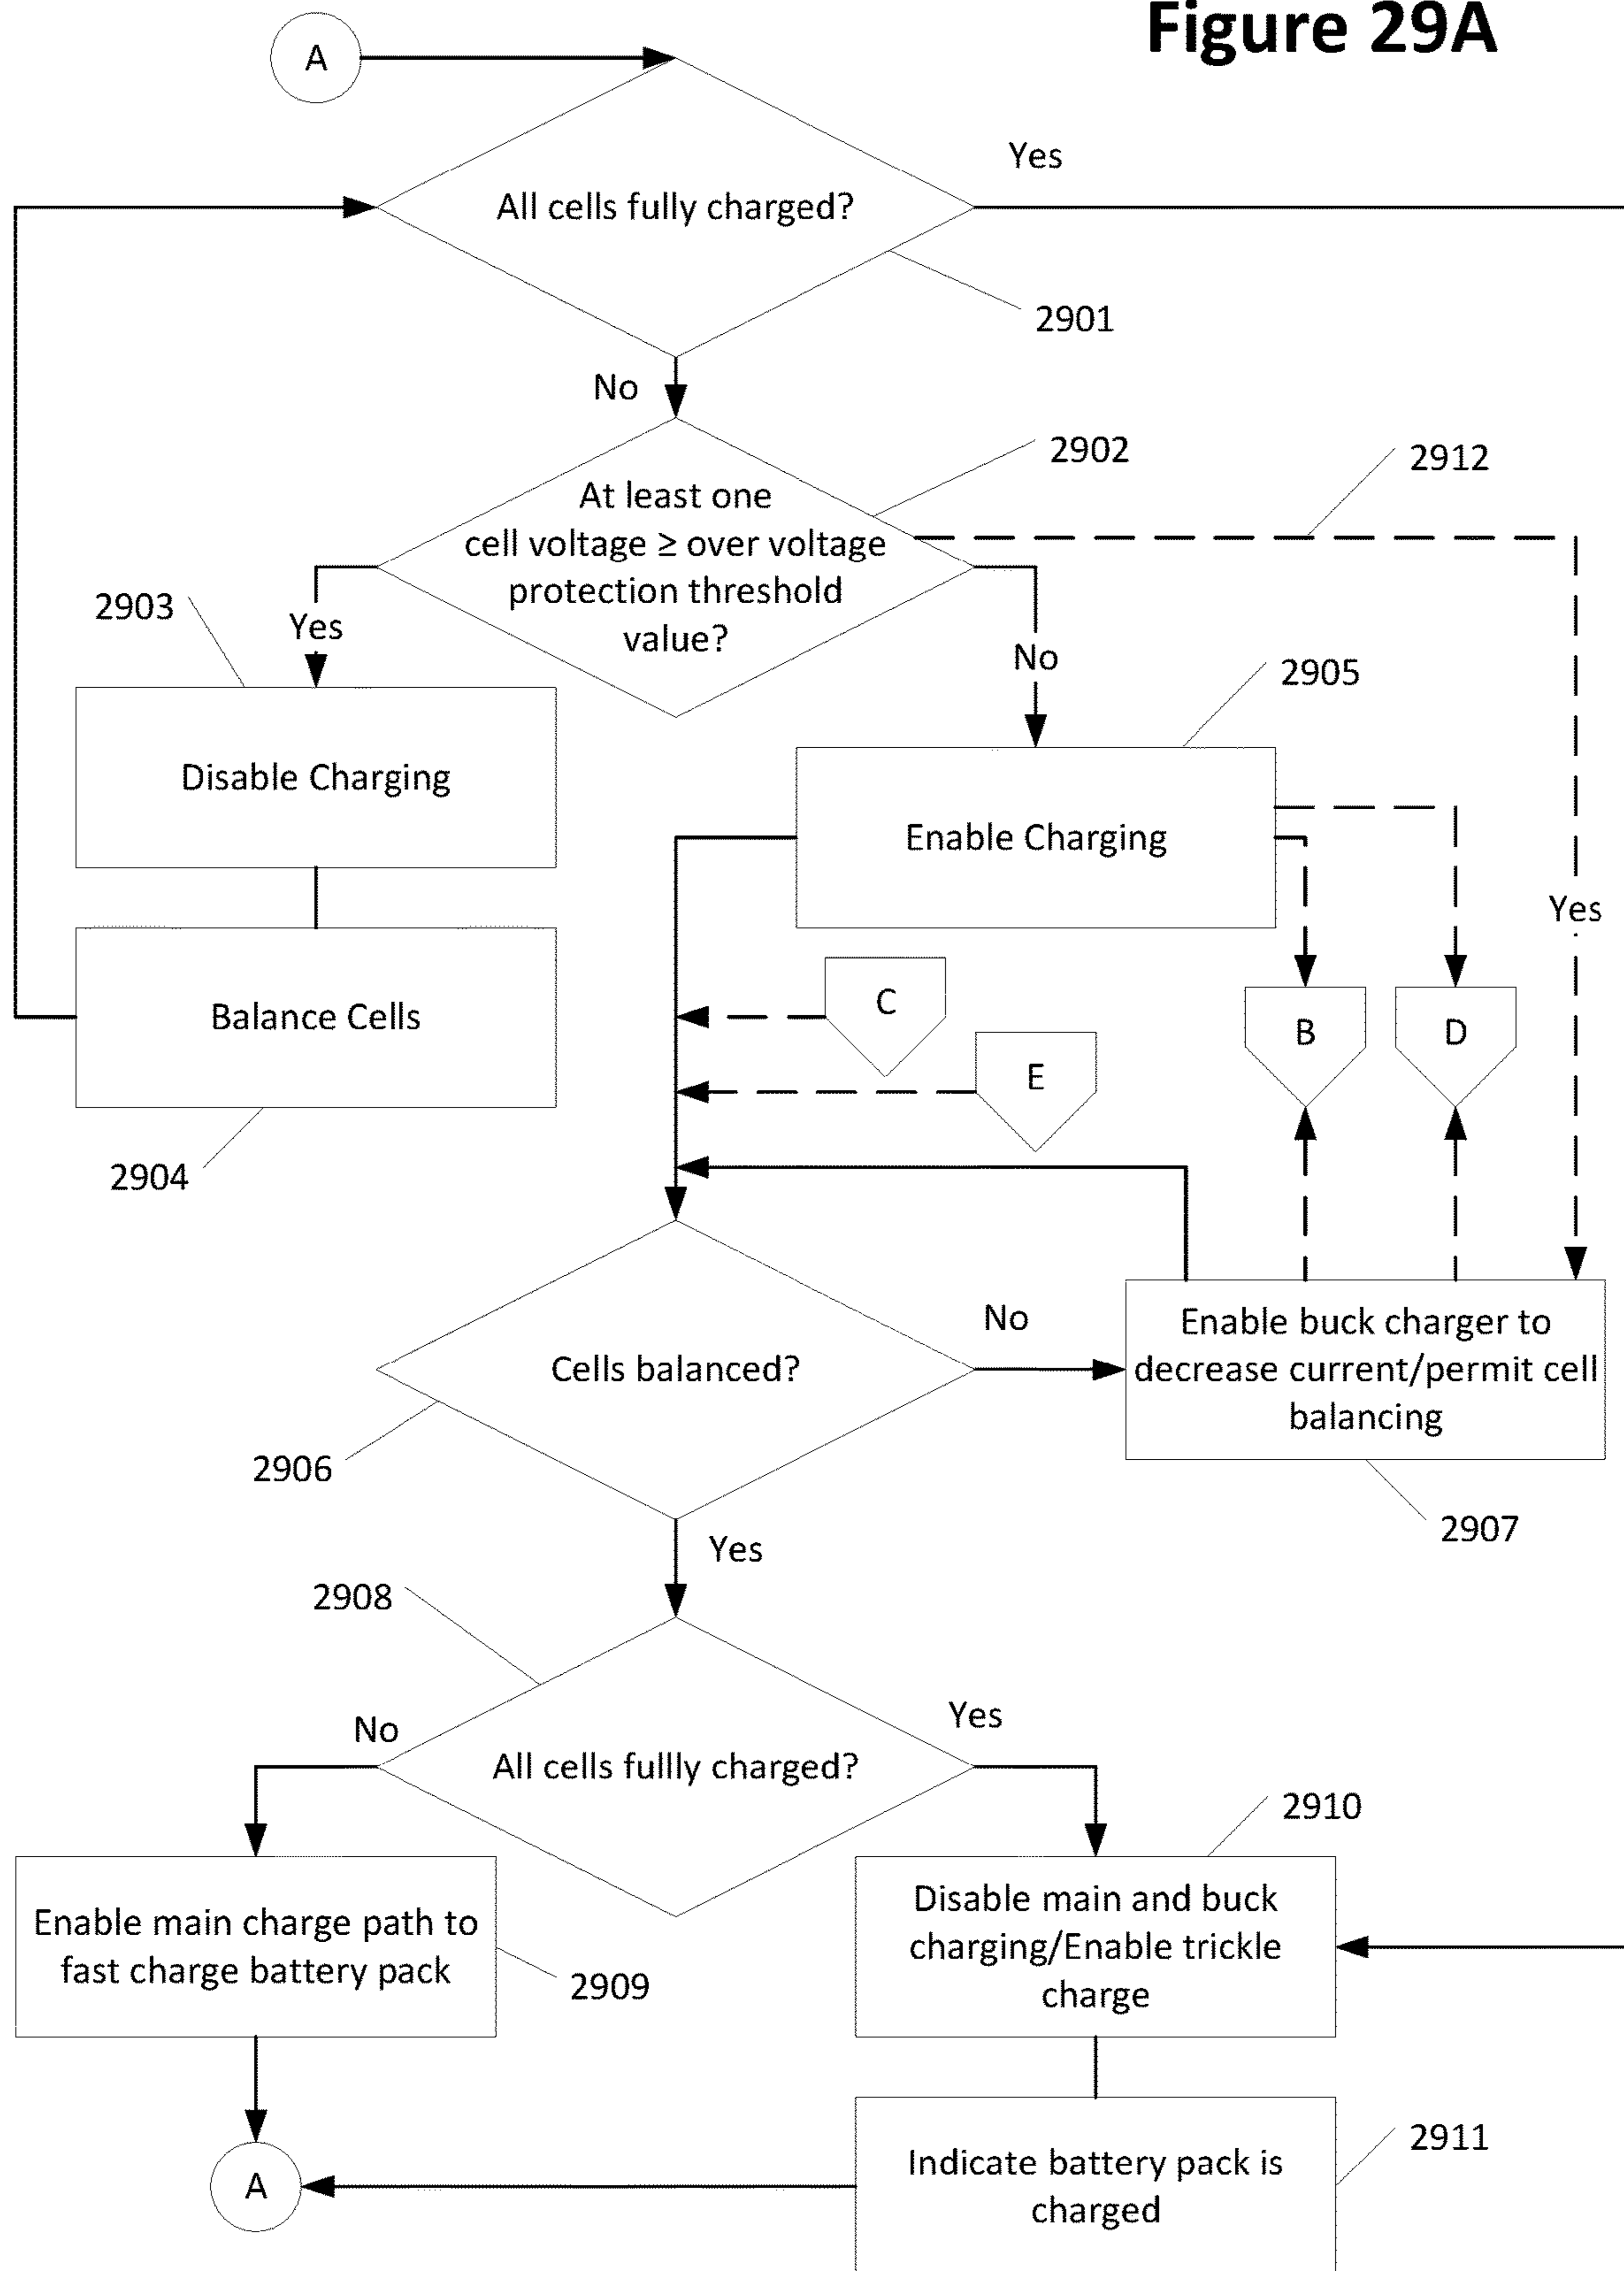 Figure 29A
A
Yes
All cells fully charged?
2901
No
2902
2912
At least one
cell voltage ≥ over voltage
protection threshold
value?
2903
Yes
No
2905
Disable Charging
Enable Charging
Yes
C
B
D
Balance Cells
E
2904
No
Enable buck charger to
decrease current/permit cell
balancing
Cells balanced?
2906
2907
Yes
2908
No
Yes
All cells fullly charged?
2910
Enable main charge path to
fast charge battery pack
2909
Disable main and buck
charging/Enable trickle
charge
2911
A
Indicate battery pack is
charged